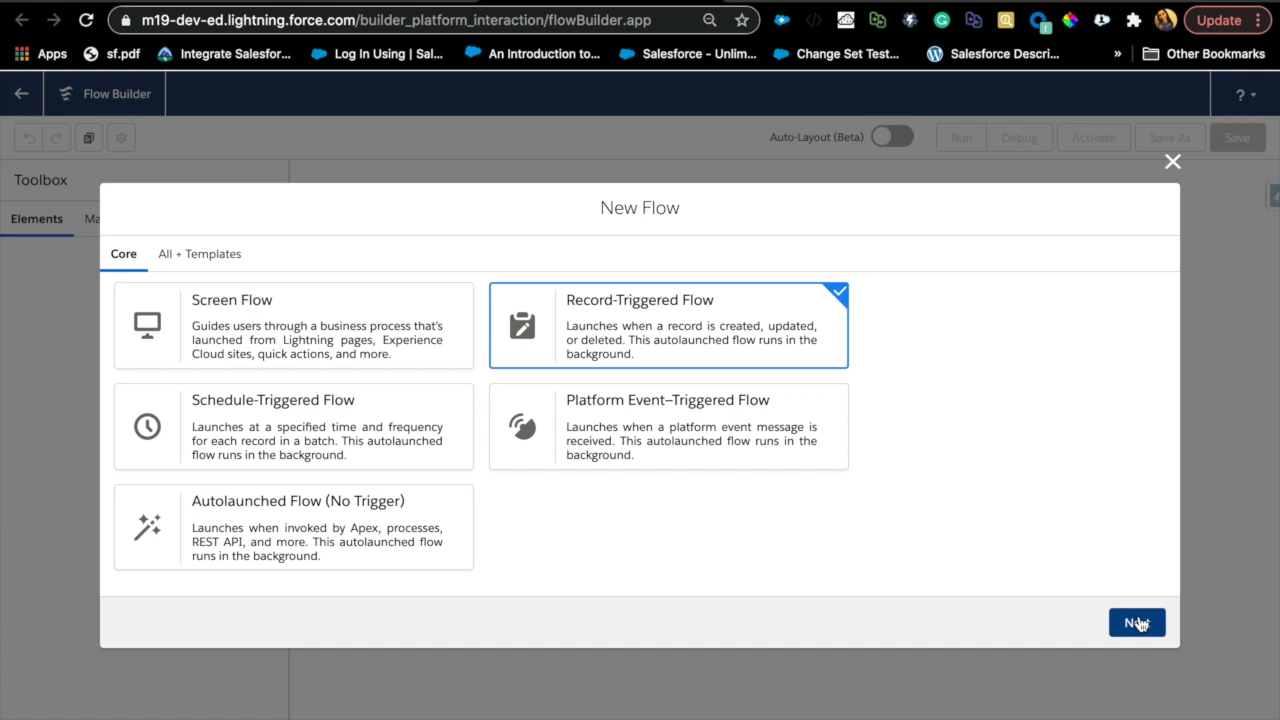 m19-dev-ed.lightning.force.com/builder_platform_interaction/flowBuilder.app
Update
Apps
sf.pdf
Integrate Salesfor...
Log In Using | Sal...
An Introduction to...
Salesforce - Unlim...
Change Set Test...
Salesforce Descri...
»
Other Bookmarks
Flow Builder
?
Auto-Layout (Beta)
Run
Debug
Activate
Save As
Save
Toolbox
Elements
Ma
New Flow
Core
All + Templates
Screen Flow
Guides users through a business process that's
launched from Lightning pages, Experience
Cloud sites, quick actions, and more.
Record-Triggered Flow
Launches when a record is created, updated,
or deleted. This autolaunched flow runs in the
background.
Schedule-Triggered Flow
Launches at a specified time and frequency
for each record in a batch. This autolaunched
flow runs in the background.
Platform Event–Triggered Flow
Launches when a platform event message is
received. This autolaunched flow runs in the
background.
Autolaunched Flow (No Trigger)
Launches when invoked by Apex, processes,
REST API, and more. This autolaunched flow
runs in the background.